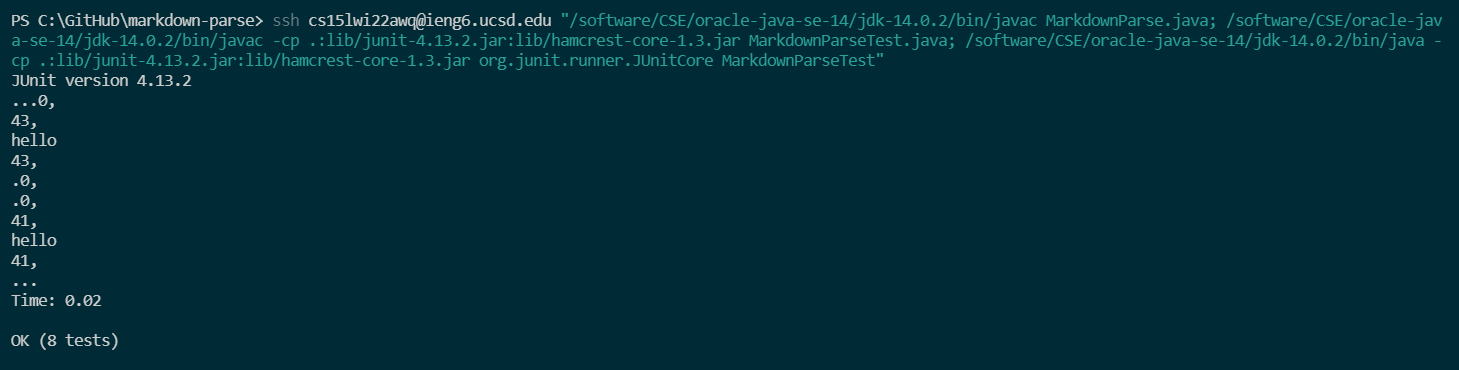 PS C:\GitHub\markdown-parse> ssh cs15lwi22awq@ieng6.ucsd.edu "/software/CSE/oracle-java-se-14/jdk-14.0.2/bin/javac MarkdownParse.java; /software/CSE/oracle-jav
a-se-14/jdk-14.0.2/bin/javac -cp .:lib/junit-4.13.2.jar:lib/hamcrest-core-1.3.jar MarkdownParseTest.java; /software/CSE/oracle-java-se-14/jdk-14.0.2/bin/java -
cp .:lib/junit-4.13.2.jar:lib/hamcrest-core-1.3.jar org.junit.runner.JUnitCore MarkdownParseTest"
JUnit version 4.13.2
...0,
43,
hello
43,
.0,
.0,
41,
hello
41,
...
Time: 0.02
OK (8 tests)